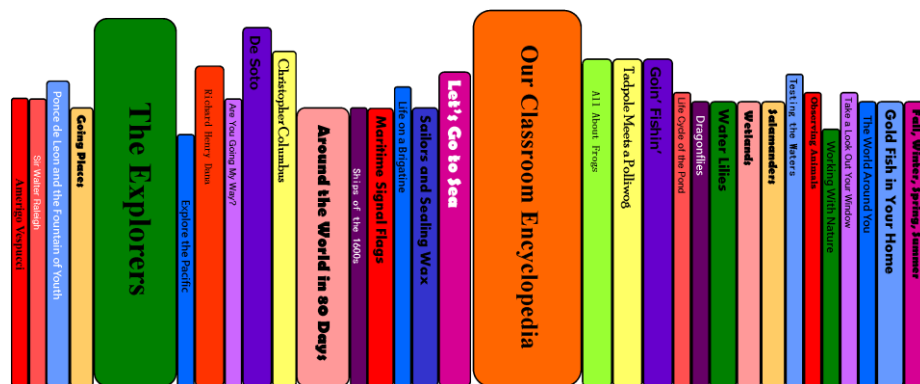 Amerigo Vespucci
Sir Walter Raleigh
Ponce de Leon and the Fountain of Youth
Going Places
The Explorers
Explore the Pacific
Richard Henry Dana
Are You Going My Way?
De Soto
Christopher Columbus
Around the World in 80 Days
Ships of the 1600s
Maritime Signal Flags
Life on a Brigatine
Sailors and Sealing Wax
Let's Go to Sea
Our Classroom Encyclopedia
All About Frogs
Tadpole Meets a Polliwog
Goin' Fishin'
Life Cycle of the Pond
Dragonflies
Water Lilies
Wetlands
Salamanders
Testing the Waters
Observing Animals
Working With Nature
Take a Look Out Your Window
The World Around You
Gold Fish in Your Home
Fall, Winter, Spring, Summer